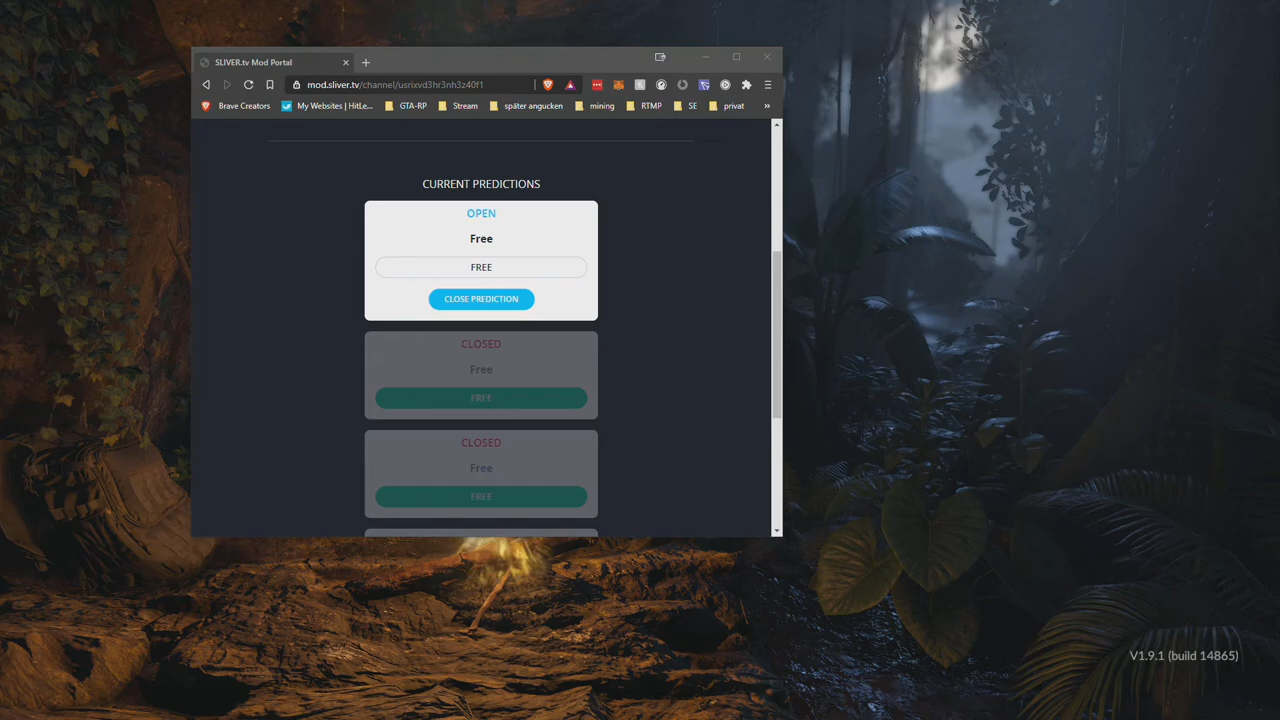 SLIVER.tv Mod Portal
mod.sliver.tv/channel/usrixvd3hr3nh3z40f1
Brave Creators My Websites | HitLe... GTA-RP Stream später angucken mining RTMP SE privat »
CURRENT PREDICTIONS
OPEN
Free
FREE
CLOSE PREDICTION
CLOSED
Free
FREE
CLOSED
Free
FREE
V1.9.1 (build 14865)